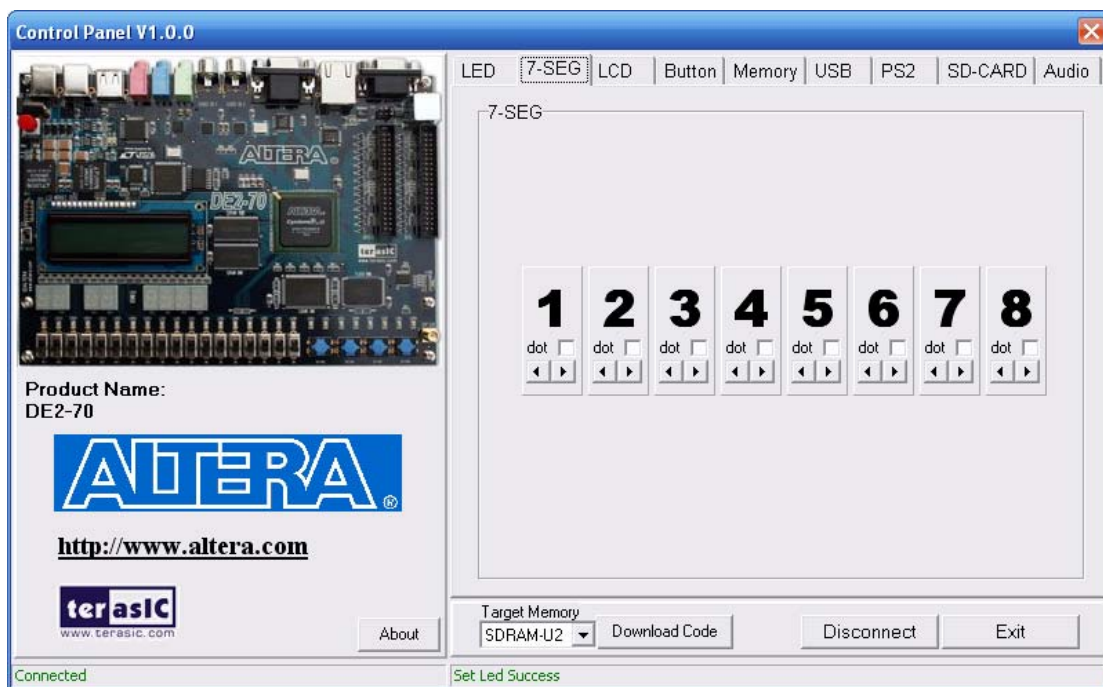 Control Panel V1.0.0
LED 7-SEG LCD Button Memory USB PS2 SD-CARD Audio
7-SEG
ALTERA®
DE2-70
ALTERA
terasIC
1 2 3 4 5 6 7 8
dot dot dot dot dot dot dot dot
Product Name:
DE2-70
ALTERA®
http://www.altera.com
terasIC
www.terasic.com
About
Target Memory
SDRAM-U2 Download Code Disconnect Exit
Connected
Set Led Success